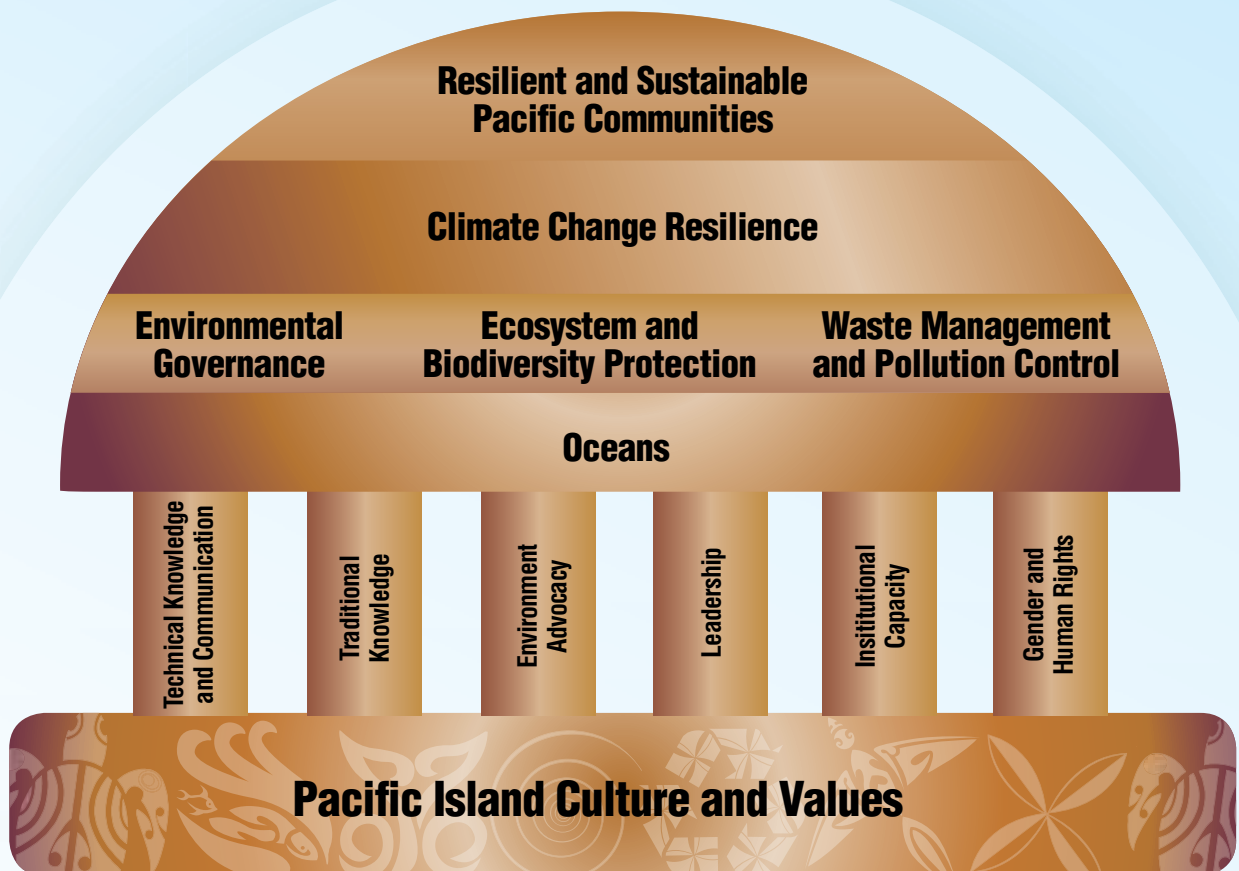 Resilient and Sustainable
Pacific Communities
Climate Change Resilience
Environmental
Governance
Ecosystem and
Biodiversity Protection
Waste Management
and Pollution Control
Oceans
Technical Knowledge
and Communication
Traditional
Knowledge
Environment
Advocacy
Leadership
Insititutional
Capacity
Gender and
Human Rights
Pacific Island Culture and Values